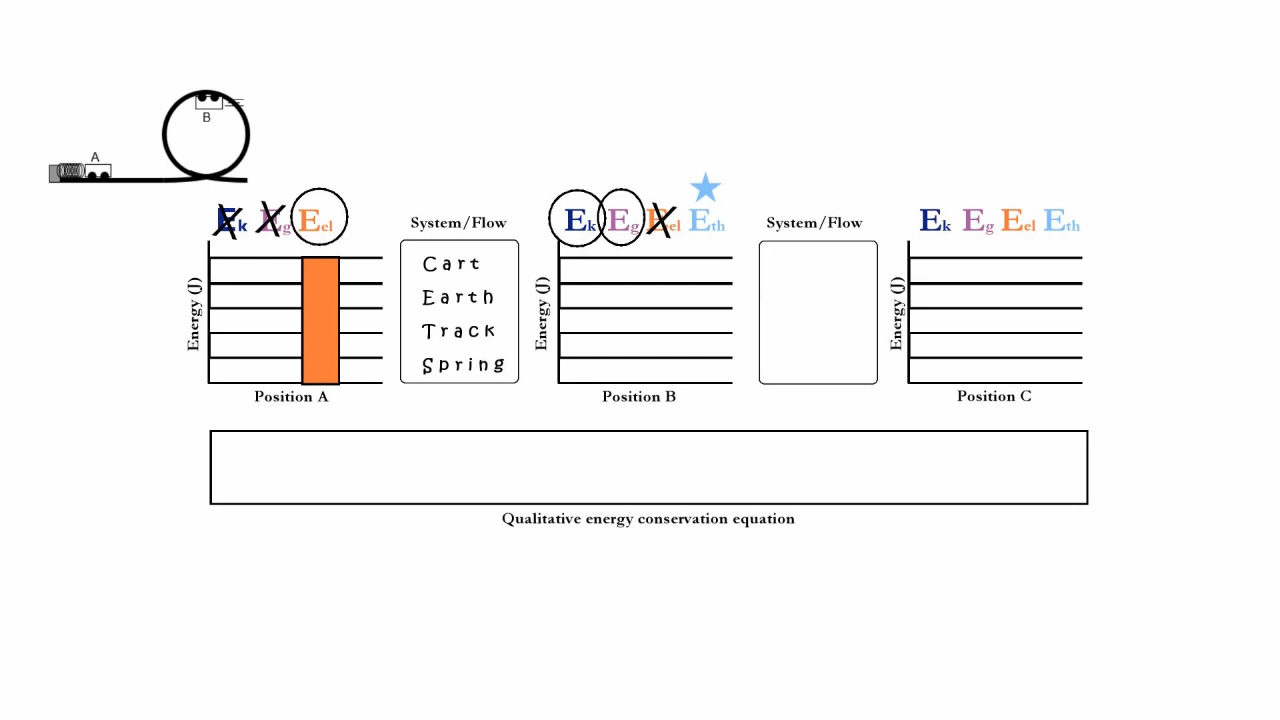 B
A
Ek Eg Eel
System/Flow
Ek Eg Eel Eth
System/Flow
Ek Eg Eel Eth
Energy (J)
Cart
Earth
Track
Spring
Energy (J)
Energy (J)
Position A
Position B
Position C
Qualitative energy conservation equation